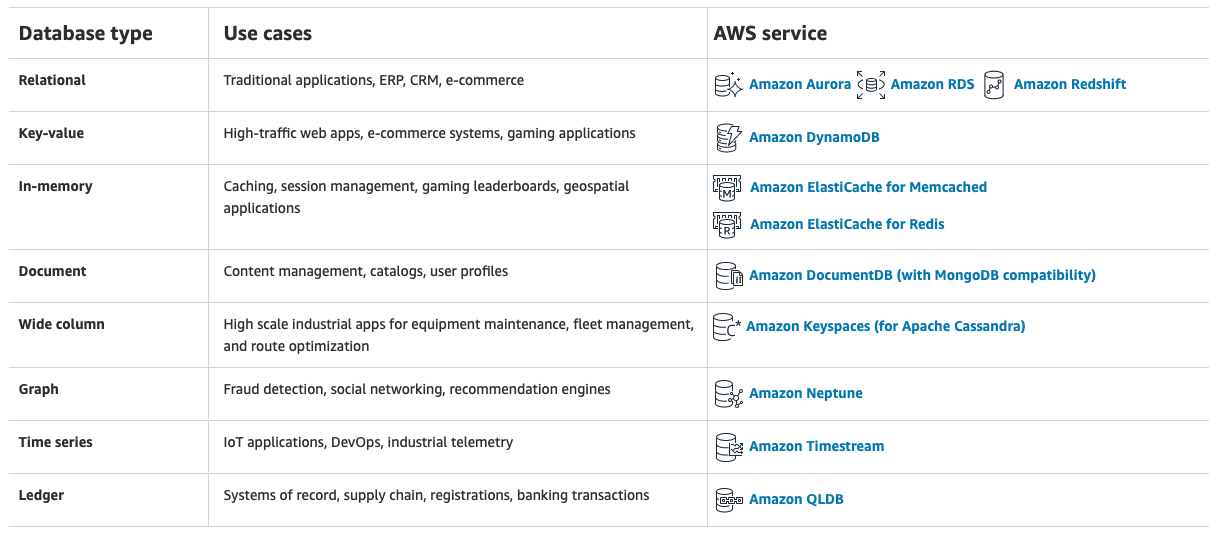 Database type Use cases AWS service
Relational Traditional applications, ERP, CRM, e-commerce Amazon Aurora Amazon RDS Amazon Redshift
Key-value High-traffic web apps, e-commerce systems, gaming applications Amazon DynamoDB
In-memory Caching, session management, gaming leaderboards, geospatial M Amazon ElastiCache for Memcached
applications
R Amazon ElastiCache for Redis
Document Content management, catalogs, user profiles Amazon DocumentDB (with MongoDB compatibility)
Wide column High scale industrial apps for equipment maintenance, fleet management, C* Amazon Keyspaces (for Apache Cassandra)
and route optimization
Graph Fraud detection, social networking, recommendation engines Amazon Neptune
Time series IoT applications, DevOps, industrial telemetry Amazon Timestream
Ledger Systems of record, supply chain, registrations, banking transactions Amazon QLDB